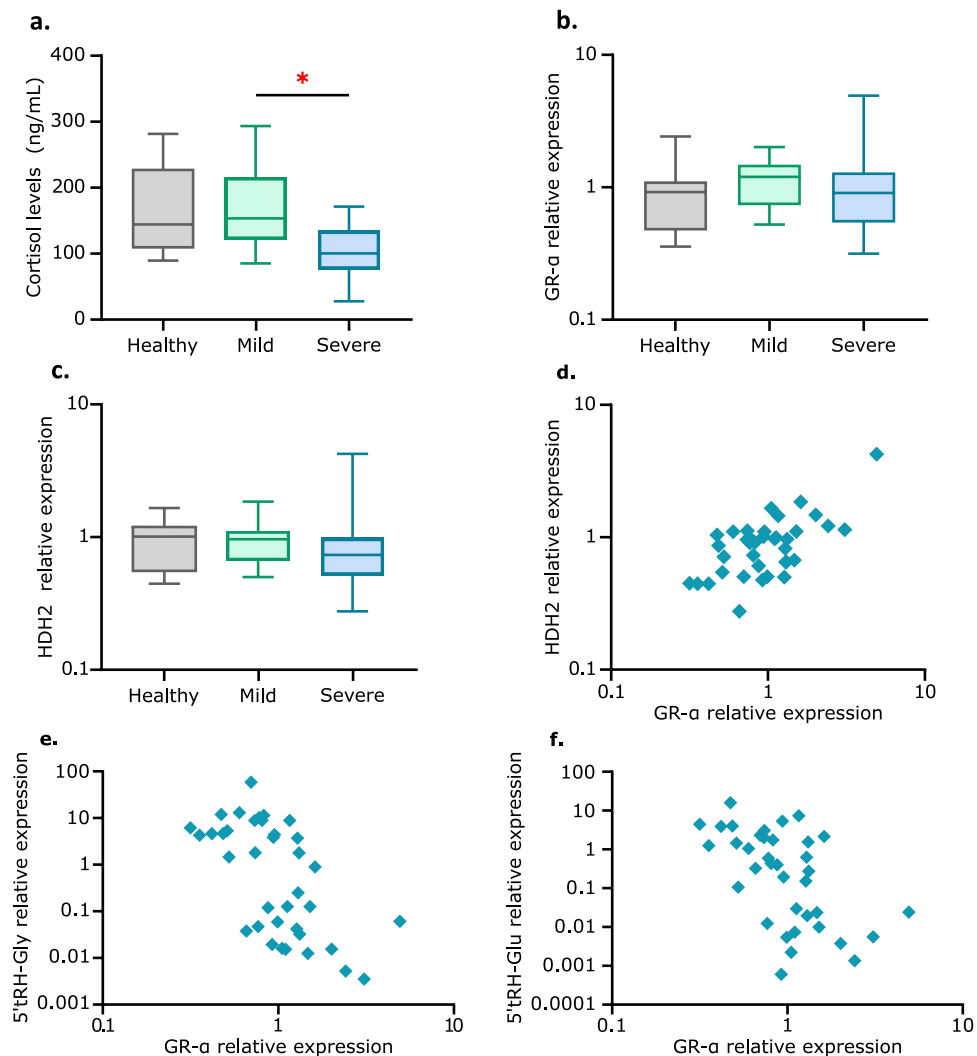 a.
Cortisol levels (ng/mL)
400
300
200
100
0
*
Healthy Mild Severe
b.
GR-α relative expression
10
1
0.1
Healthy Mild Severe
c.
HDH2 relative expression
10
1
0.1
Healthy Mild Severe
d.
HDH2 relative expression
10
1
0.1
0.1 1 10
GR-α relative expression
e.
5'tRH-Gly relative expression
100
10
1
0.1
0.01
0.001
0.1 1 10
GR-α relative expression
f.
5'tRH-Glu relative expression
100
10
1
0.1
0.01
0.001
0.0001
0.1 1 10
GR-α relative expression